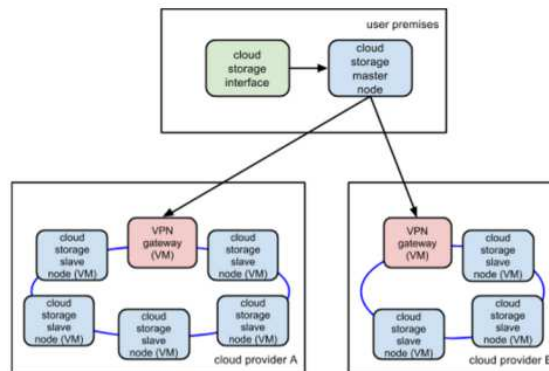 user premises
cloud
storage
interface
cloud
storage
master
node
VPN
gateway
(VM)
cloud
storage
slave
node (VM)
cloud
storage
slave
node (VM)
cloud
storage
slave
node (VM)
cloud
storage
slave
node (VM)
cloud
storage
slave
node (VM)
cloud provider A
VPN
gateway
(VM)
cloud
storage
slave
node (VM)
cloud
storage
slave
node (VM)
cloud
storage
slave
node (VM)
cloud provider B